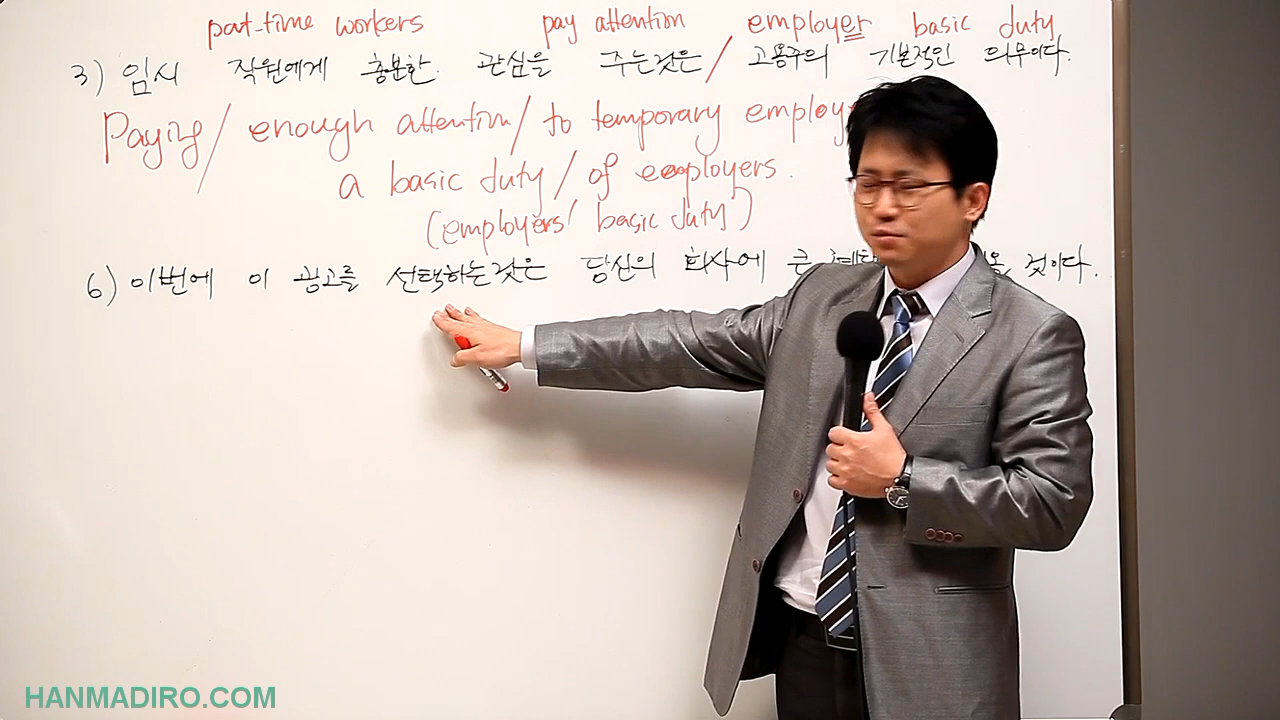 part-time workers pay attention employer basic duty
3) 임시 직원에게 충분한 관심을 주는것은 / 고용주의 기본적인 의무이다.
Paying / enough attention / to temporary employ
a basic duty / of employers.
(employers' basic duty)
6) 이번에 이 광고를 선택하는것은 당신의 회사에 큰 것이다.
HANMADIRO.COM